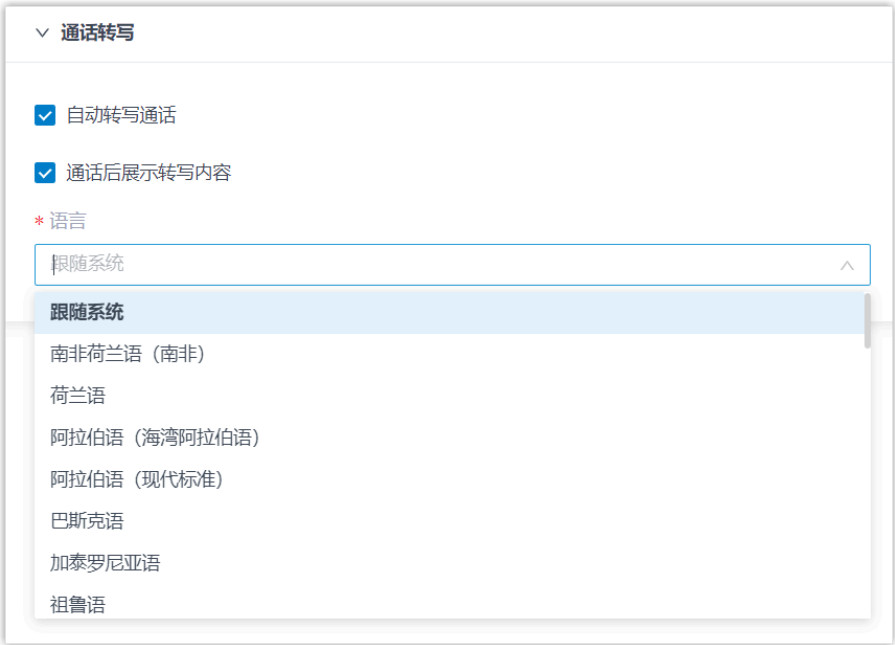 通话转写
自动转写通话
通话后展示转写内容
* 语言
跟随系统
跟随系统
南非荷兰语（南非）
荷兰语
阿拉伯语（海湾阿拉伯语）
阿拉伯语（现代标准）
巴斯克语
加泰罗尼亚语
祖鲁语